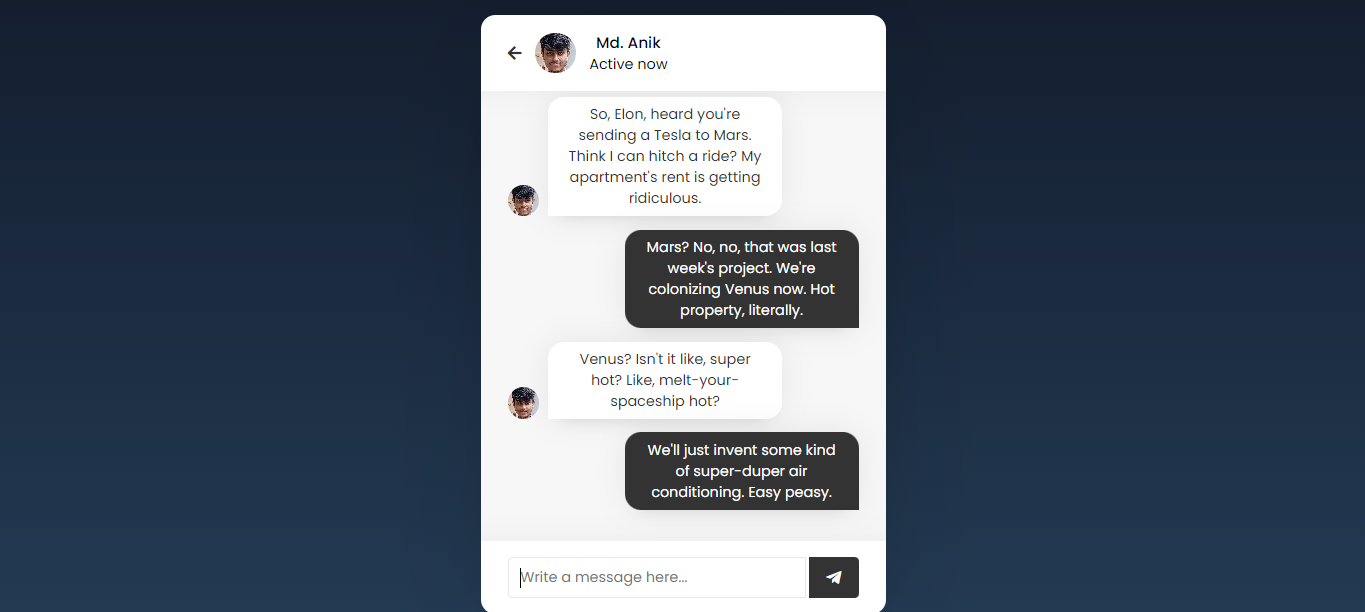 Md. Anik
Active now
So, Elon, heard you're
sending a Tesla to Mars.
Think I can hitch a ride? My
apartment's rent is getting
ridiculous.
Mars? No, no, that was last
week's project. We're
colonizing Venus now. Hot
property, literally.
Venus? Isn't it like, super
hot? Like, melt-your-
spaceship hot?
We'll just invent some kind
of super-duper air
conditioning. Easy peasy.
Write a message here...